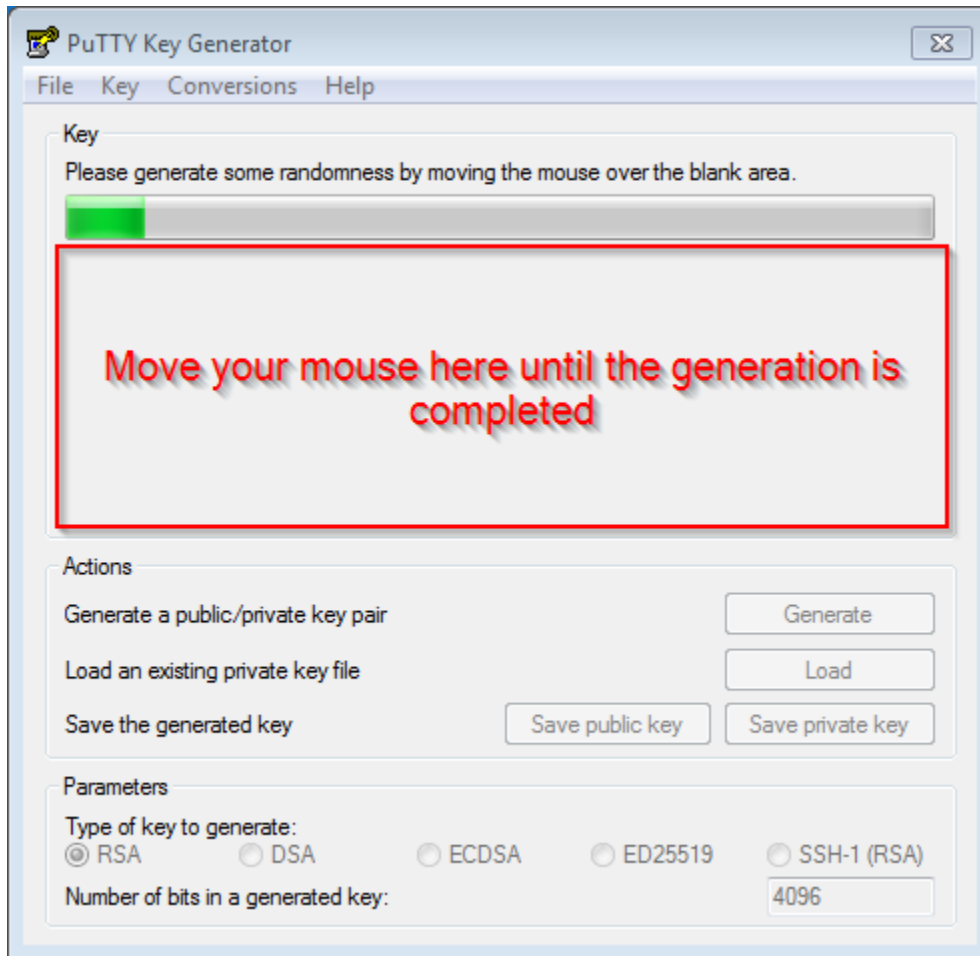 PuTTY Key Generator
File Key Conversions Help
Key
Please generate some randomness by moving the mouse over the blank area.
Move your mouse here until the generation is
completed
Actions
Generate a public/private key pair Generate
Load an existing private key file Load
Save the generated key Save public key Save private key
Parameters
Type of key to generate:
RSA DSA ECDSA ED25519 SSH-1 (RSA)
Number of bits in a generated key: 4096